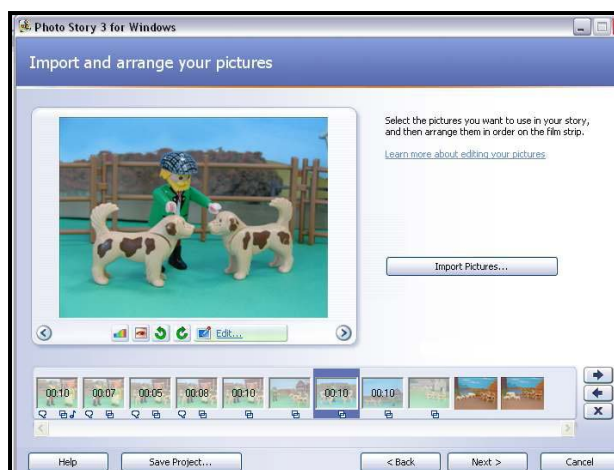 Photo Story 3 for Windows
Import and arrange your pictures
Select the pictures you want to use in your story,
and then arrange them in order on the film strip.
Learn more about editing your pictures
Import Pictures...
Edit...
00:10 00:07 00:05 00:08 00:10 00:10 00:10
Help Save Project... < Back Next > Cancel